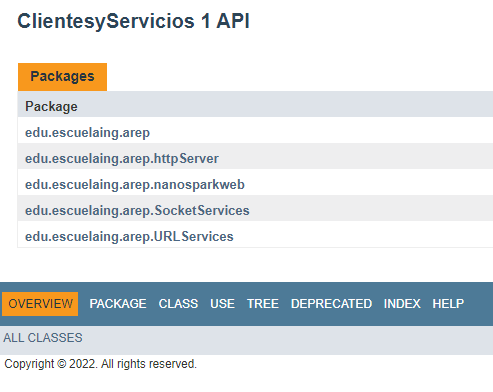 ClientesyServicios 1 API
Packages
Package
edu.escuelaing.arep
edu.escuelaing.arep.httpServer
edu.escuelaing.arep.nanosparkweb
edu.escuelaing.arep.SocketServices
edu.escuelaing.arep.URLServices
OVERVIEW PACKAGE CLASS USE TREE DEPRECATED INDEX HELP
ALL CLASSES
Copyright © 2022. All rights reserved.